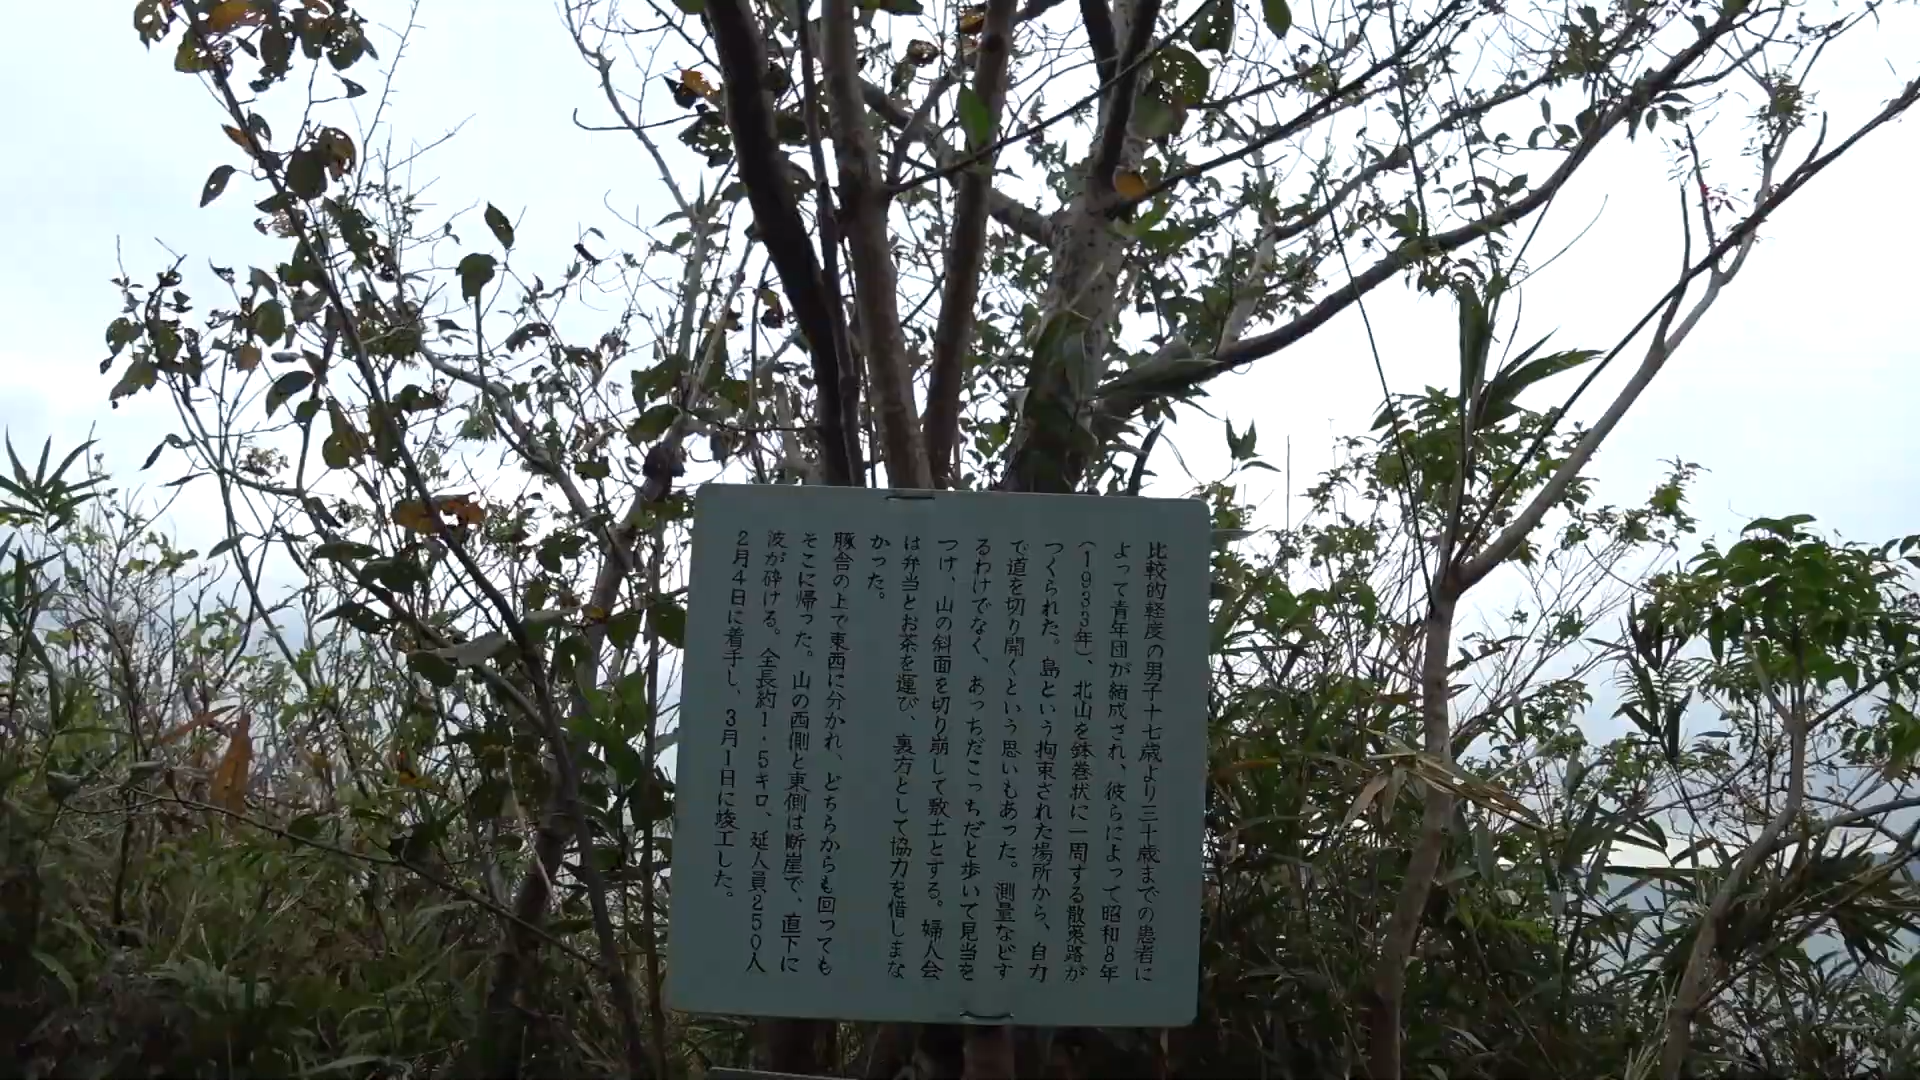 比較的軽度の男子十七歳より三十歳までの患者に
よって青年団が結成され、彼らによって昭和8年
(1933年)、北山を鉢巻状に一周する散策路が
つくられた。島という拘束された場所から、自力
で道を切り開くという思いもあった。測量などす
るわけでなく、あっちだこっちだと歩いて見当を
つけ、山の斜面を切り崩して敷土とする。婦人会
は弁当とお茶を運び、裏方として協力を惜しまな
かった。
豚舎の上で東西に分かれ、どちらからも回っても
そこに帰った。山の西側と東側は断崖で、直下に
波が砕ける。全長約1.5キロ、延人員250人
2月4日に着手し、3月1日に竣工した。